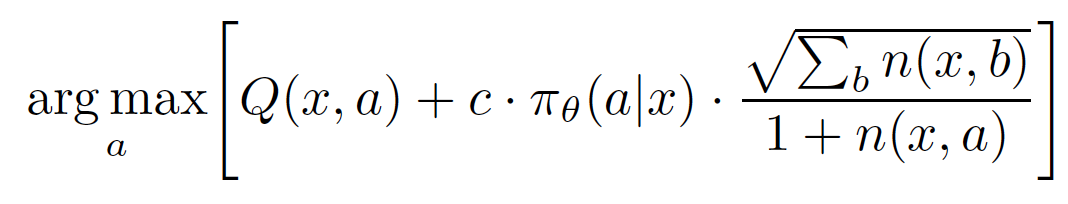 arg max_a [ Q(x, a) + c · π_θ(a|x) · √(∑_b n(x, b)) / (1 + n(x, a)) ]